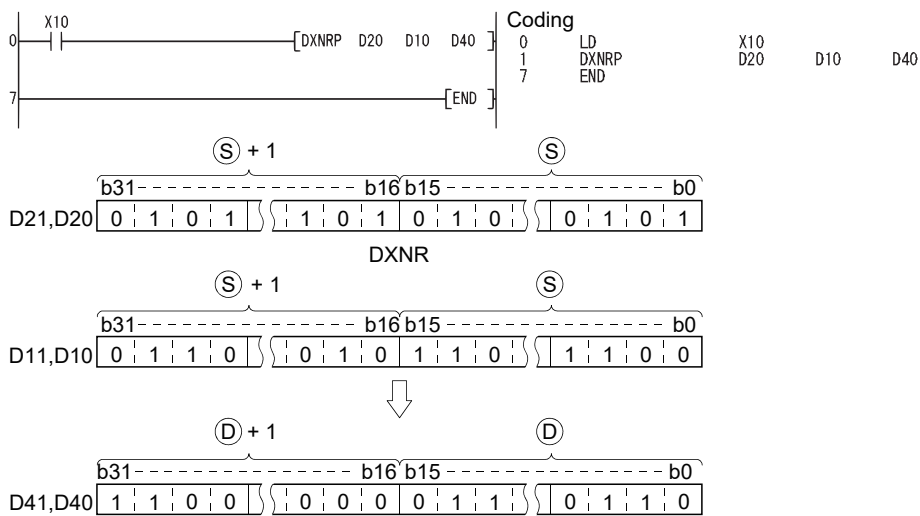 X10 Coding
0 [DXNRP D20 D10 D40] 0 LD X10
1 DXNRP D20 D10 D40
7 END
7 [END]
Ⓢ + 1 Ⓢ
b31 b16 b15 b0
D21,D20 0 1 0 1 1 0 1 0 1 0 0 1 0 1
DXNR
Ⓢ + 1 Ⓢ
b31 b16 b15 b0
D11,D10 0 1 1 0 0 1 0 1 1 0 1 1 0 0
Ⓓ + 1 Ⓓ
b31 b16 b15 b0
D41,D40 1 1 0 0 0 0 0 0 1 1 0 1 1 0